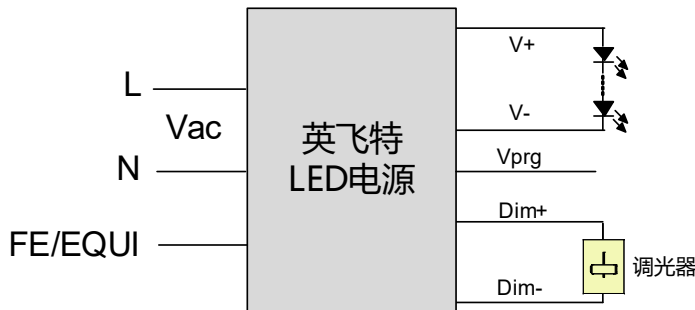 L
Vac
N
FE/EQUI
英飞特
LED电源
V+
V-
Vprg
Dim+
Dim-
调光器